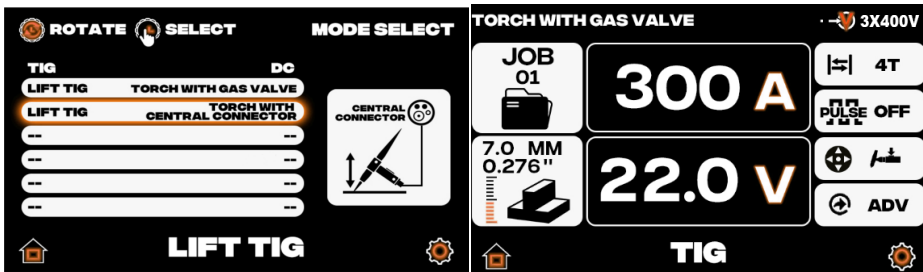 ROTATE SELECT MODE SELECT
TIG DC
LIFT TIG TORCH WITH GAS VALVE
LIFT TIG TORCH WITH
CENTRAL CONNECTOR
--  --
--  --
--  --
--  --
CENTRAL
CONNECTOR
LIFT TIG
TORCH WITH GAS VALVE 3X400V
JOB
01
300 A
4T
PULSE OFF
7.0 MM
0.276"
22.0 V
ADV
TIG